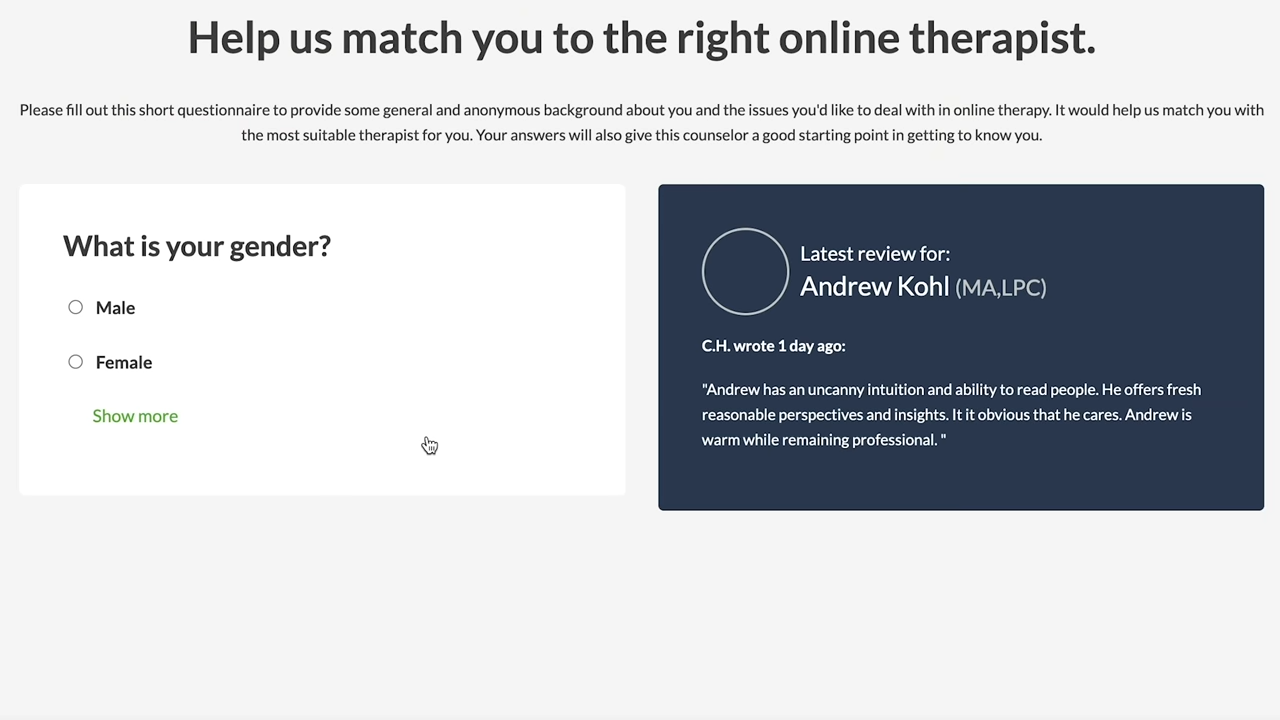 Help us match you to the right online therapist.
Please fill out this short questionnaire to provide some general and anonymous background about you and the issues you'd like to deal with in online therapy. It would help us match you with
the most suitable therapist for you. Your answers will also give this counselor a good starting point in getting to know you.
What is your gender?
Male
Female
Show more
Latest review for:
Andrew Kohl (MA,LPC)
C.H. wrote 1 day ago:
"Andrew has an uncanny intuition and ability to read people. He offers fresh
reasonable perspectives and insights. It it obvious that he cares. Andrew is
warm while remaining professional. "